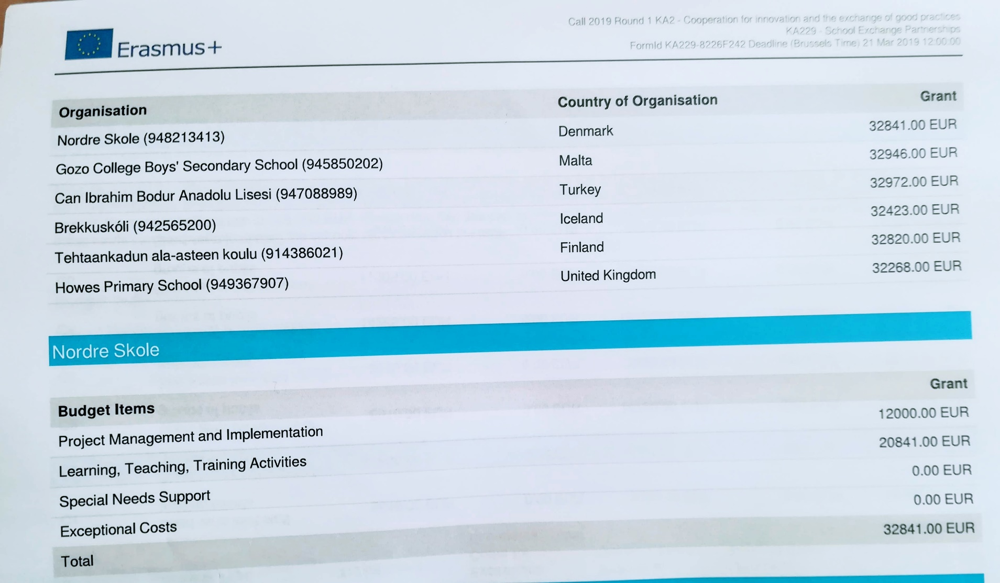 Erasmus+
Call 2019 Round 1 KA2 - Cooperation for innovation and the exchange of good practices
KA229 - School Exchange Partnerships
FormId KA229-8226F242 Deadline (Brussels Time) 21 Mar 2019 12:00:00
Organisation Country of Organisation Grant
Nordre Skole (948213413) Denmark 32841.00 EUR
Gozo College Boys' Secondary School (945850202) Malta 32946.00 EUR
Can Ibrahim Bodur Anadolu Lisesi (947088989) Turkey 32972.00 EUR
Brekkuskóli (942565200) Iceland 32423.00 EUR
Tehtaankadun ala-asteen koulu (914386021) Finland 32820.00 EUR
Howes Primary School (949367907) United Kingdom 32268.00 EUR
Nordre Skole
Budget Items Grant
Project Management and Implementation 12000.00 EUR
Learning, Teaching, Training Activities 20841.00 EUR
Special Needs Support 0.00 EUR
Exceptional Costs 0.00 EUR
Total 32841.00 EUR